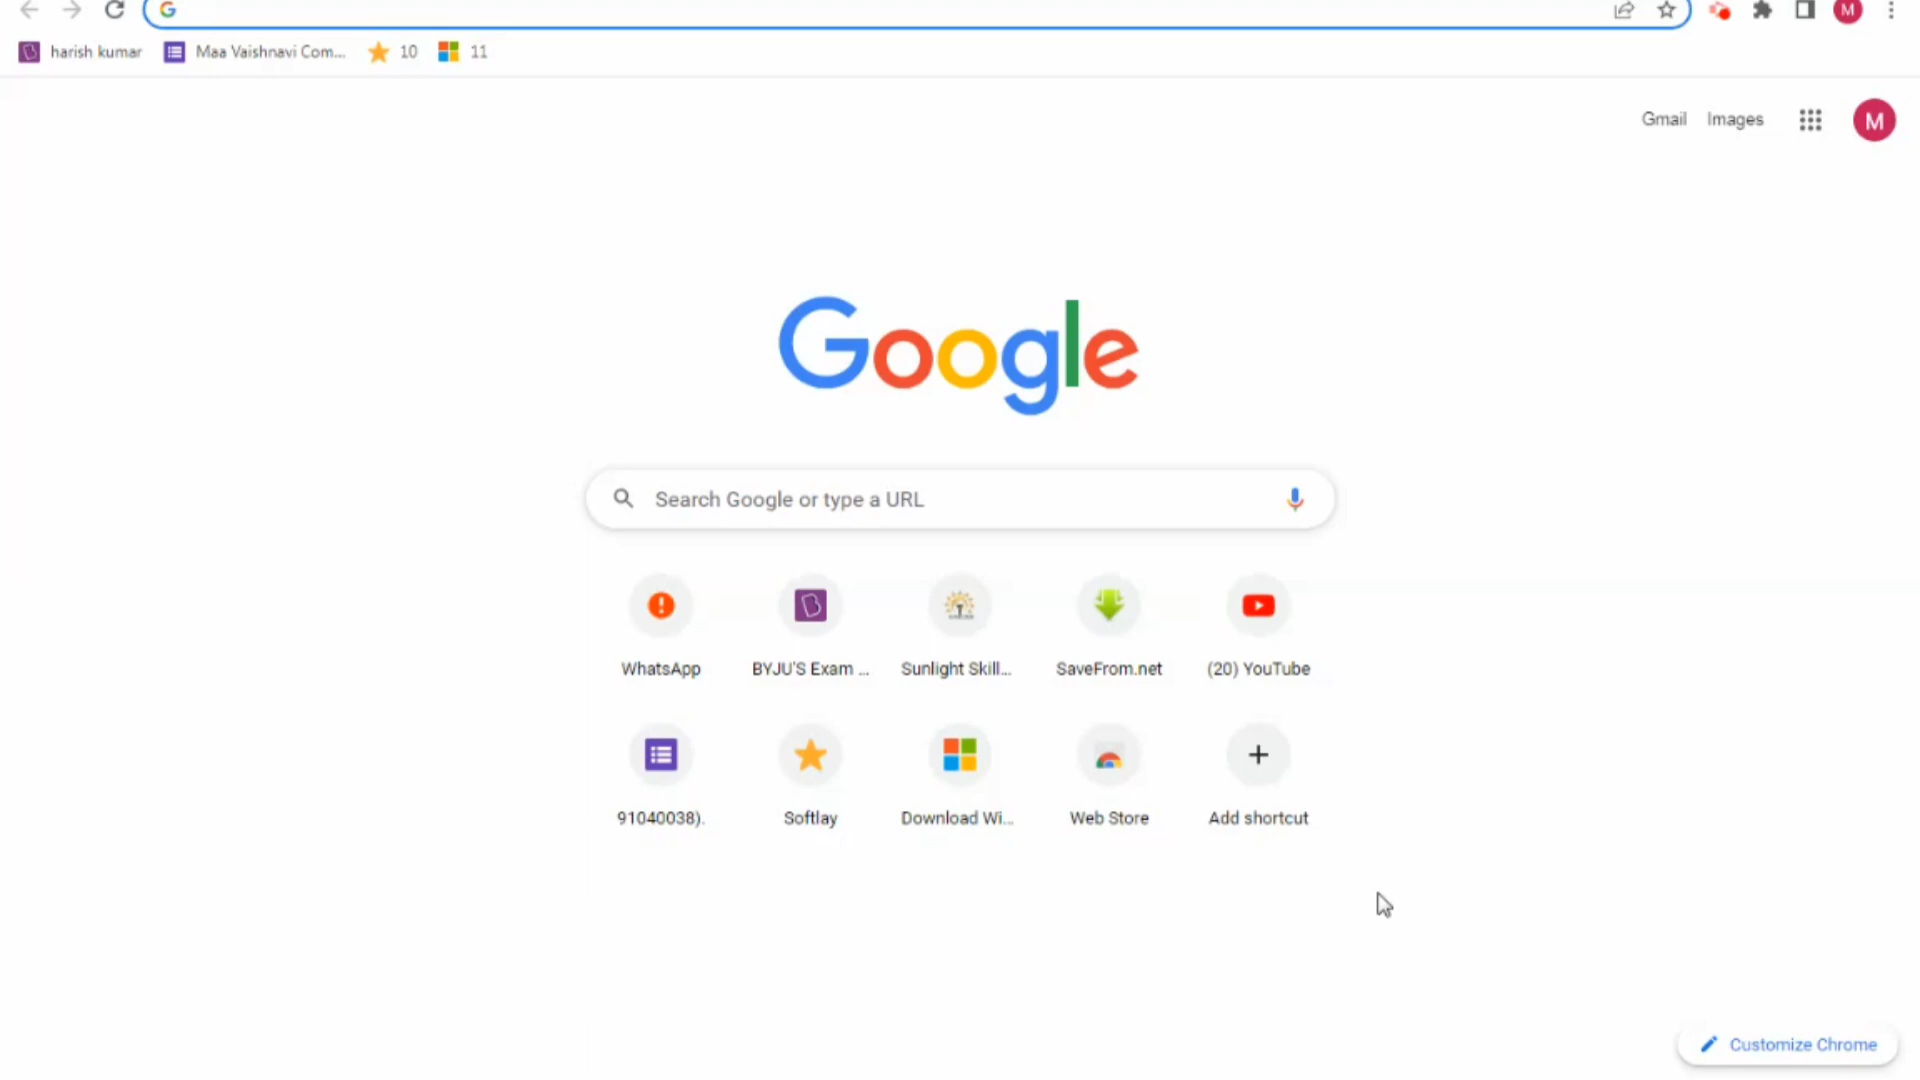 harish kumar Maa Vaishnavi Com... 10 11
Gmail Images M
Google
Search Google or type a URL
WhatsApp BYJU'S Exam ... Sunlight Skill... SaveFrom.net (20) YouTube
91040038). Softlay Download Wi... Web Store Add shortcut
Customize Chrome